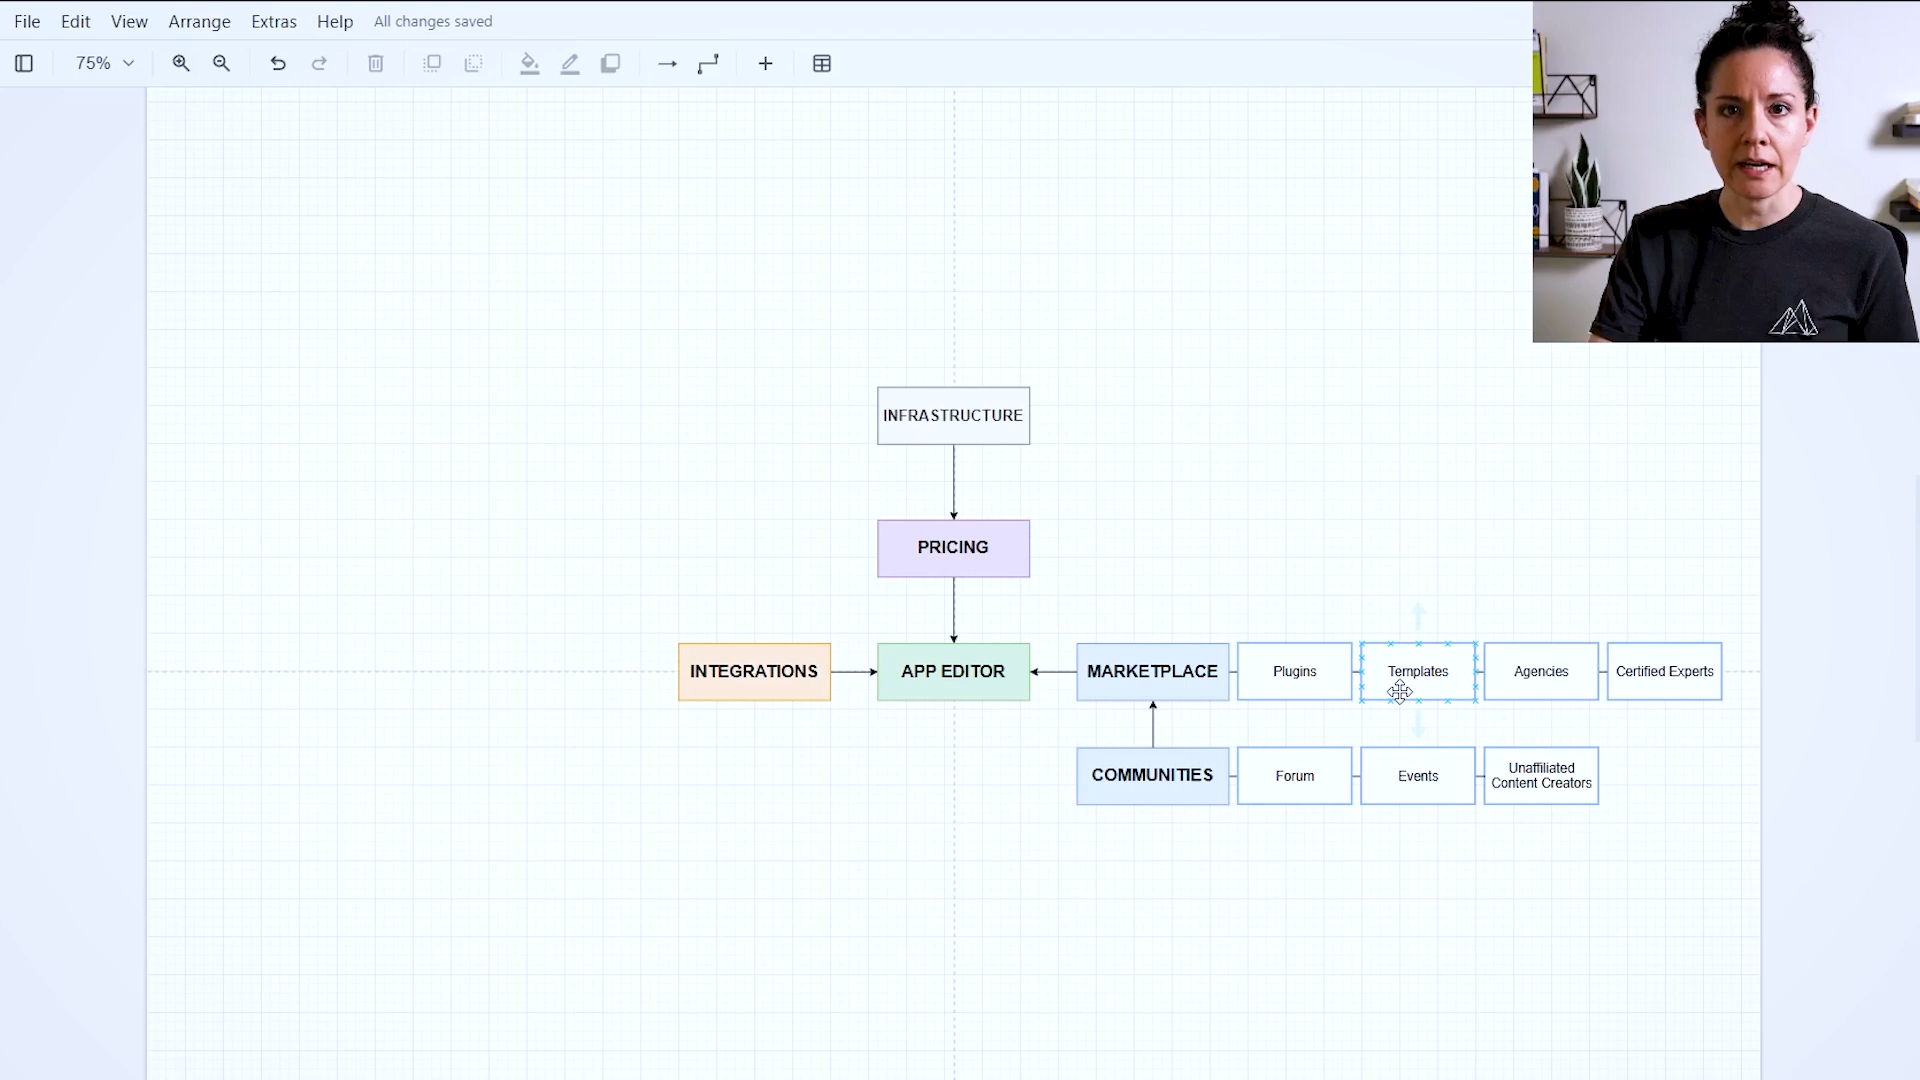 File Edit View Arrange Extras Help All changes saved
75%
INFRASTRUCTURE
PRICING
INTEGRATIONS APP EDITOR MARKETPLACE Plugins Templates Agencies Certified Experts
COMMUNITIES Forum Events Unaffiliated
Content Creators